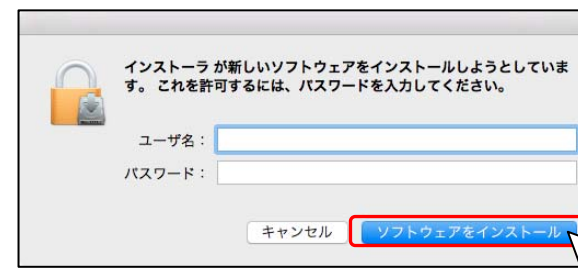 インストーラ が新しいソフトウェアをインストールしようとしていま
す。 これを許可するには、パスワードを入力してください。
ユーザ名：
パスワード：
キャンセル
ソフトウェアをインストール